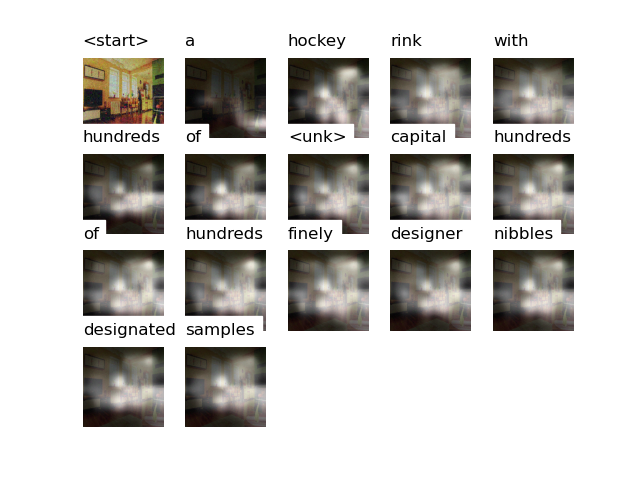 <start> a hockey rink with
hundreds of <unk> capital hundreds
of hundreds finely designer nibbles
designated samples